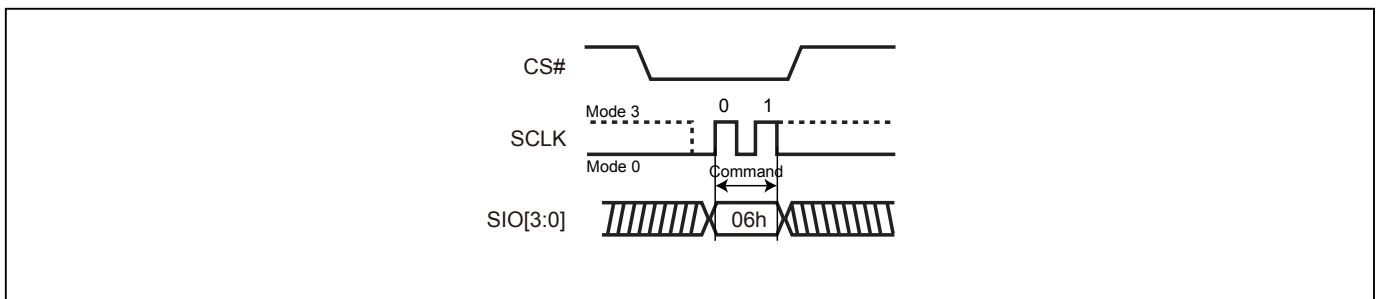 CS#
Mode 3
0 1
SCLK
Mode 0
Command
SIO[3:0]
06h